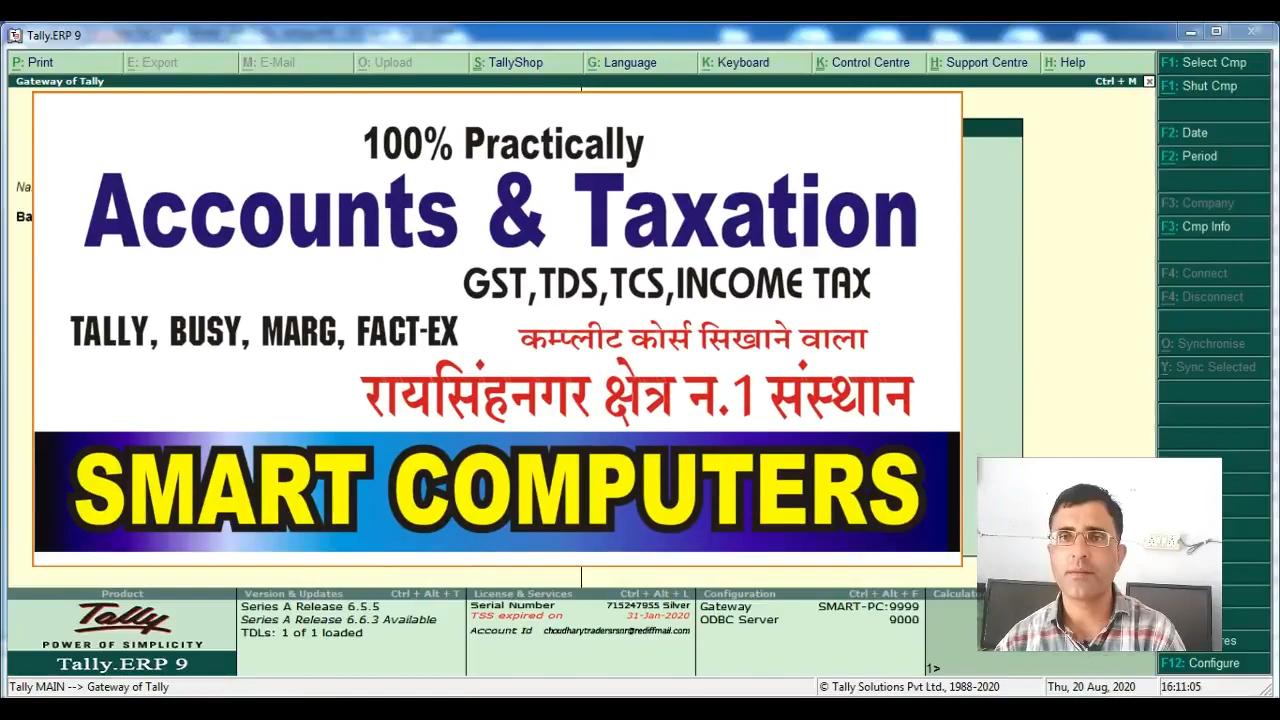 Tally.ERP 9
P: Print
E: Export
M: E-Mail
O: Upload
S: TallyShop
G: Language
K: Keyboard
K: Control Centre
H: Support Centre
H: Help
F1: Select Cmp
Gateway of Tally
Ctrl + M
F1: Shut Cmp
F2: Date
F2: Period
F3: Company
F3: Cmp Info
F4: Connect
F4: Disconnect
O: Synchronise
Y: Sync Selected
100% Practically
Accounts & Taxation
GST,TDS,TCS,INCOME TAX
TALLY, BUSY, MARG, FACT-EX
कम्प्लीट कोर्स सिखाने वाला
रायसिंहनगर क्षेत्र न.1 संस्थान
SMART COMPUTERS
Product
Tally
POWER OF SIMPLICITY
Tally.ERP 9
Version & Updates Ctrl + Alt + T
Series A Release 6.5.5
Series A Release 6.6.3 Available
TDLs: 1 of 1 loaded
License & Services Ctrl + Alt + L
Serial Number 715247955 Silver
TSS expired on 31-Jan-2020
Account Id choudharytradersrsnr@rediffmail.com
Configuration Ctrl + Alt + F
Gateway SMART-PC:9999
ODBC Server 9000
1>
F12: Configure
Tally MAIN --> Gateway of Tally
© Tally Solutions Pvt Ltd., 1988-2020
Thu, 20 Aug, 2020
16:11:05